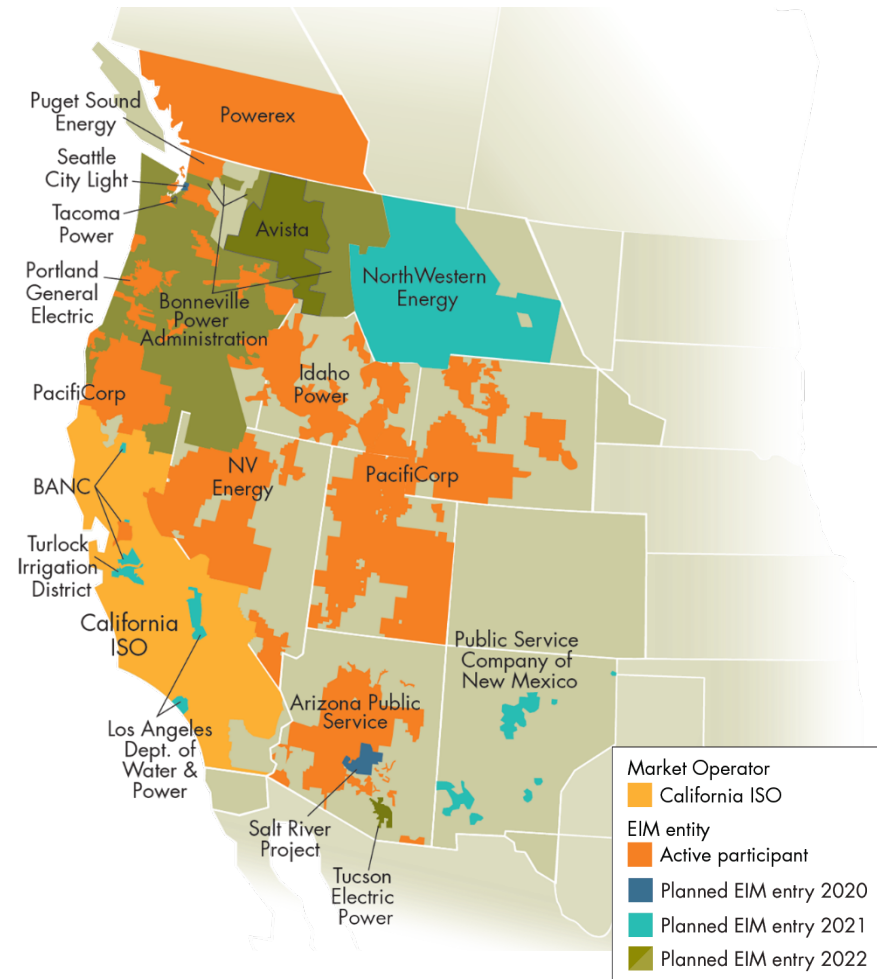 Powerex
Puget Sound
Energy
Seattle
City Light
Tacoma
Power
Avista
Portland
General
Electric
NorthWestern
Energy
Bonneville
Power
Administration
Idaho
Power
PacifiCorp
NV
Energy
PacifiCorp
BANC
Turlock
Irrigation
District
California
ISO
Public Service
Company of
New Mexico
Arizona Public
Service
Los Angeles
Dept. of
Water &
Power
Salt River
Project
Tucson
Electric
Power
Market Operator
California ISO
EIM entity
Active participant
Planned EIM entry 2020
Planned EIM entry 2021
Planned EIM entry 2022